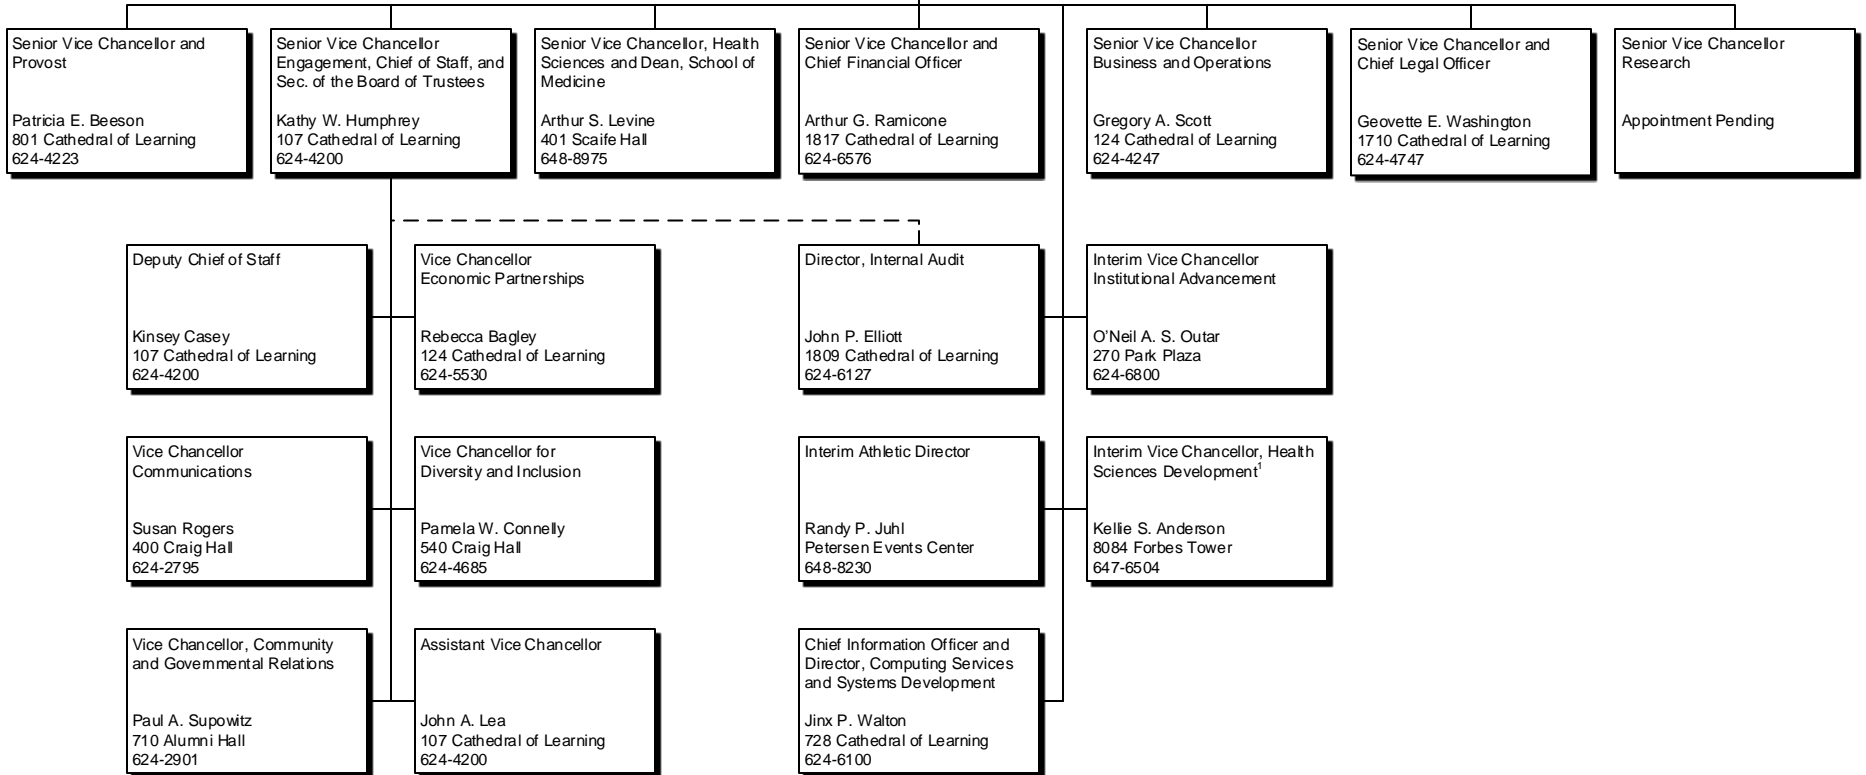 Senior Vice Chancellor and
Provost
Patricia E. Beeson
801 Cathedral of Learning
624-4223
Senior Vice Chancellor
Engagement, Chief of Staff, and
Sec. of the Board of Trustees
Kathy W. Humphrey
107 Cathedral of Learning
624-4200
Senior Vice Chancellor, Health
Sciences and Dean, School of
Medicine
Arthur S. Levine
401 Scaife Hall
648-8975
Senior Vice Chancellor and
Chief Financial Officer
Arthur G. Ramicone
1817 Cathedral of Learning
624-6576
Senior Vice Chancellor
Business and Operations
Gregory A. Scott
124 Cathedral of Learning
624-4247
Senior Vice Chancellor and
Chief Legal Officer
Geovette E. Washington
1710 Cathedral of Learning
624-4747
Senior Vice Chancellor
Research
Appointment Pending
Deputy Chief of Staff
Kinsey Casey
107 Cathedral of Learning
624-4200
Vice Chancellor
Economic Partnerships
Rebecca Bagley
124 Cathedral of Learning
624-5530
Director, Internal Audit
John P. Elliott
1809 Cathedral of Learning
624-6127
Interim Vice Chancellor
Institutional Advancement
O’Neil A. S. Outar
270 Park Plaza
624-6800
Vice Chancellor
Communications
Susan Rogers
400 Craig Hall
624-2795
Vice Chancellor for
Diversity and Inclusion
Pamela W. Connelly
540 Craig Hall
624-4685
Interim Athletic Director
Randy P. Juhl
Petersen Events Center
648-8230
Interim Vice Chancellor, Health
Sciences Development¹
Kellie S. Anderson
8084 Forbes Tower
647-6504
Vice Chancellor, Community
and Governmental Relations
Paul A. Supowitz
710 Alumni Hall
624-2901
Assistant Vice Chancellor
John A. Lea
107 Cathedral of Learning
624-4200
Chief Information Officer and
Director, Computing Services
and Systems Development
Jinx P. Walton
728 Cathedral of Learning
624-6100